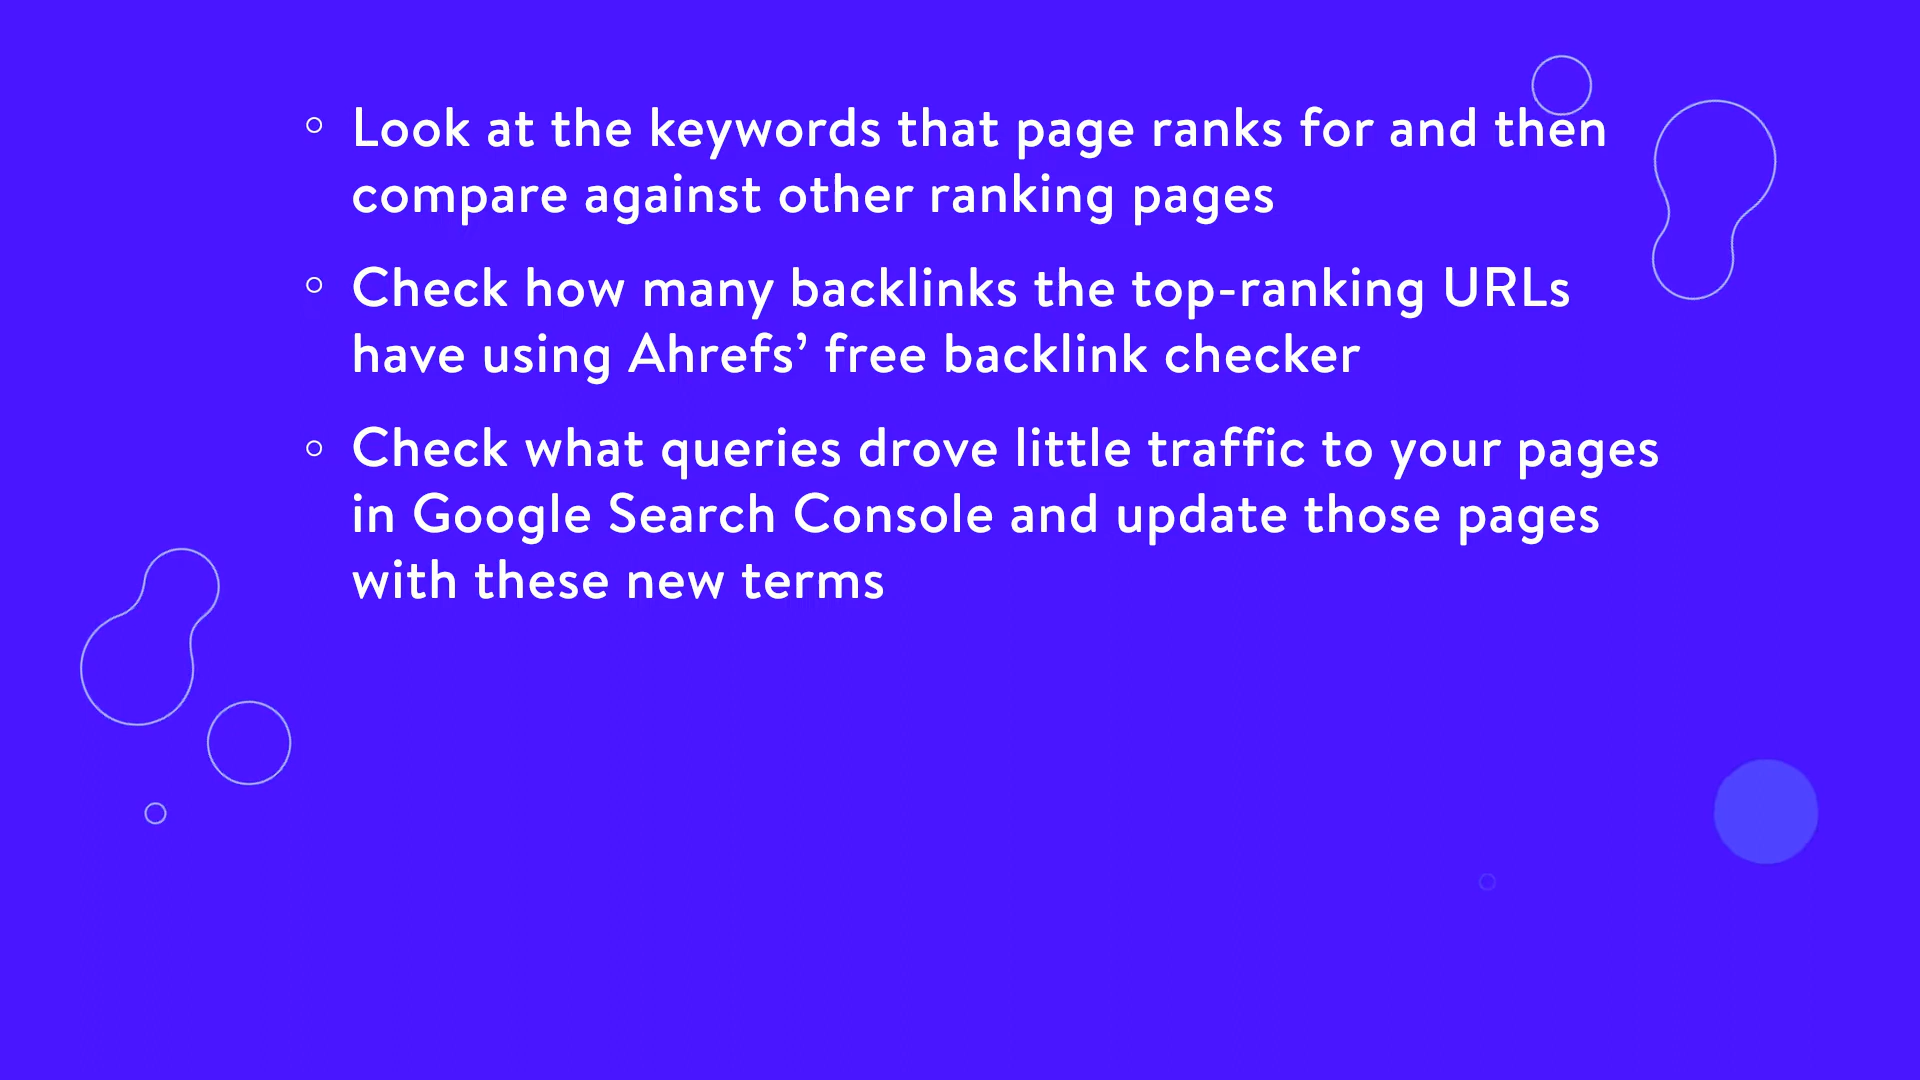 Look at the keywords that page ranks for and then
compare against other ranking pages
Check how many backlinks the top-ranking URLs
have using Ahrefs’ free backlink checker
Check what queries drove little traffic to your pages
in Google Search Console and update those pages
with these new terms